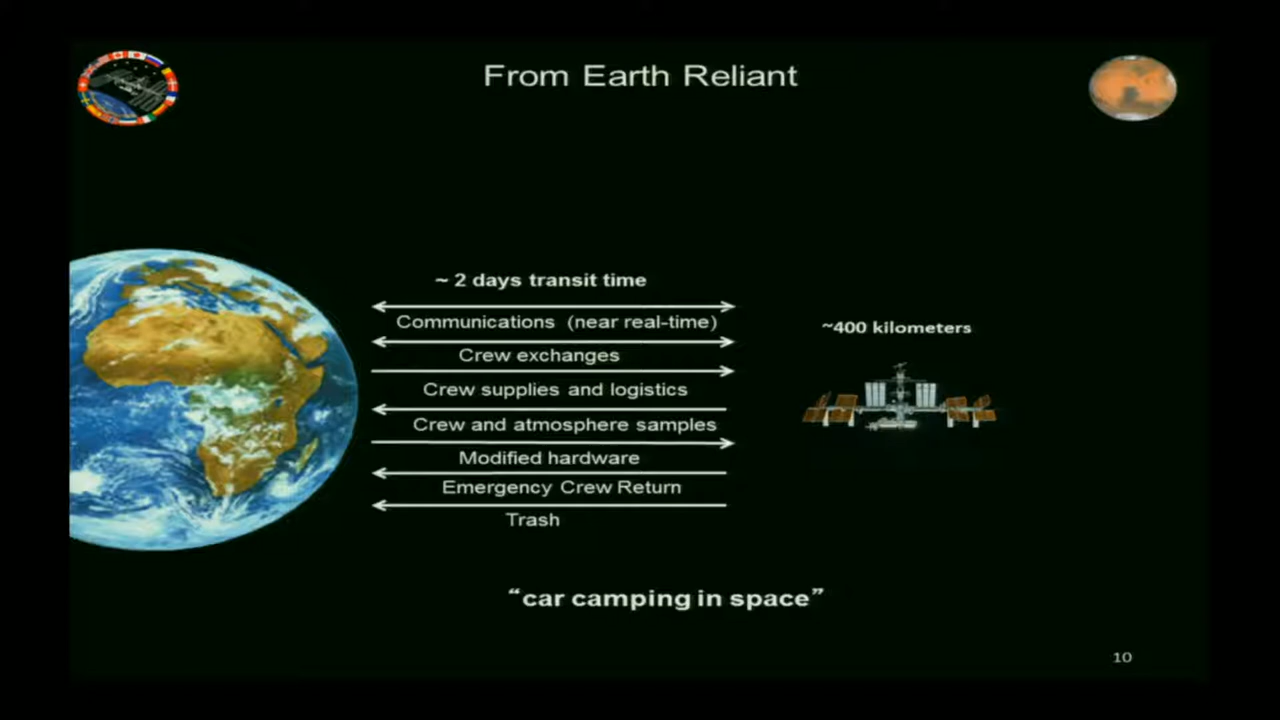 From Earth Reliant
~ 2 days transit time
Communications (near real-time)
~400 kilometers
Crew exchanges
Crew supplies and logistics
Crew and atmosphere samples
Modified hardware
Emergency Crew Return
Trash
“car camping in space”
10